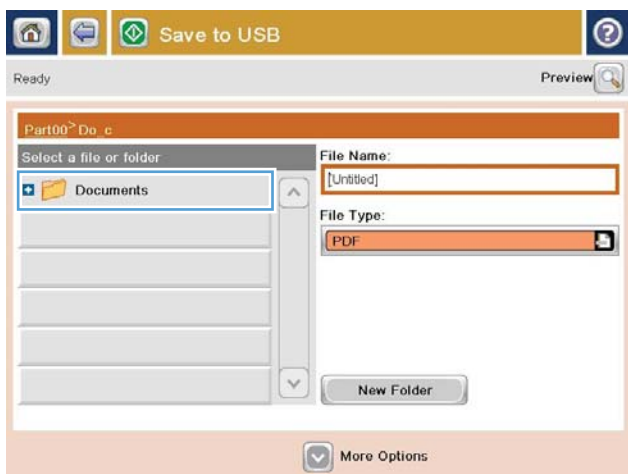 Save to USB
Ready
Preview
Part00>Do_c
Select a file or folder
File Name:
Documents
[Untitled]
File Type:
PDF
New Folder
More Options